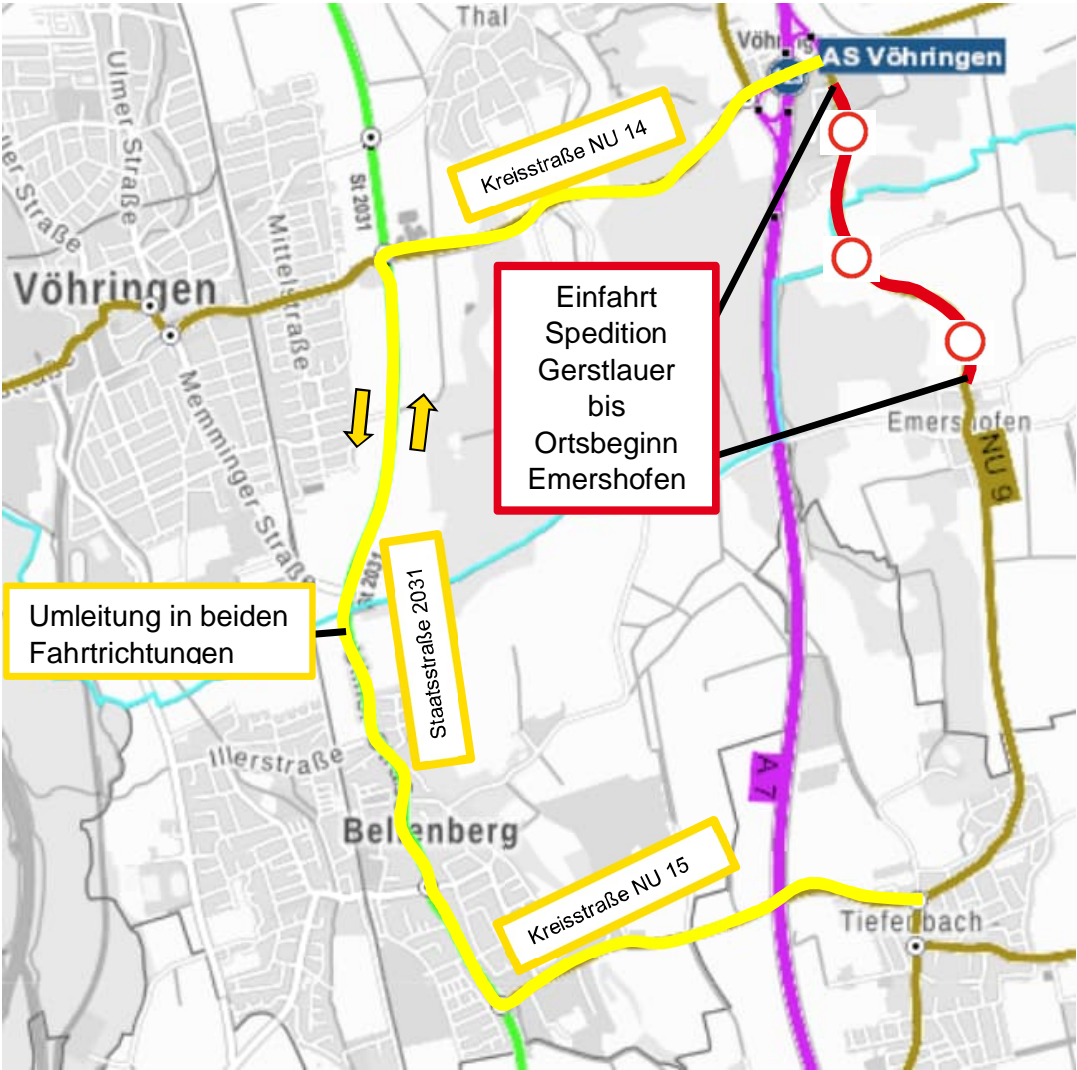 Thal
AS Vöhringen
Ulmer Straße
Kreisstraße NU 14
St 2031
Mittelstraße
Vöhringen
Einfahrt
Spedition
Gerstlauer
bis
Ortsbeginn
Emershofen
Emershofen
NU 9
Memminger Straße
St 2031
Staatsstraße 2031
Umleitung in beiden
Fahrtrichtungen
Illerstraße
A 7
Bellenberg
Kreisstraße NU 15
Tiefenbach